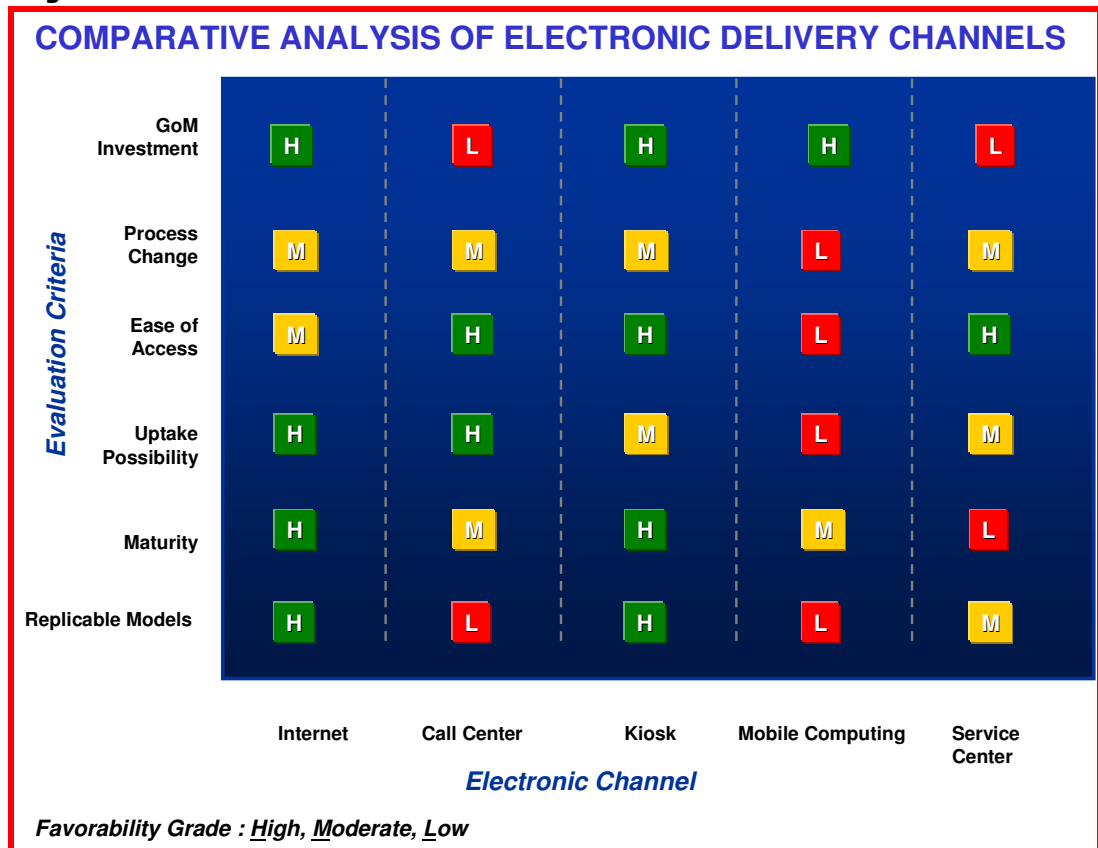 COMPARATIVE ANALYSIS OF ELECTRONIC DELIVERY CHANNELS
Evaluation Criteria
GoM
Investment
H L H H L
Process
Change
M M M L M
Ease of
Access
M H H L H
Uptake
Possibility
H H M L M
Maturity
H M H M L
Replicable Models
H L H L M
Internet Call Center Kiosk Mobile Computing Service
Center
Electronic Channel
Favorability Grade : High, Moderate, Low